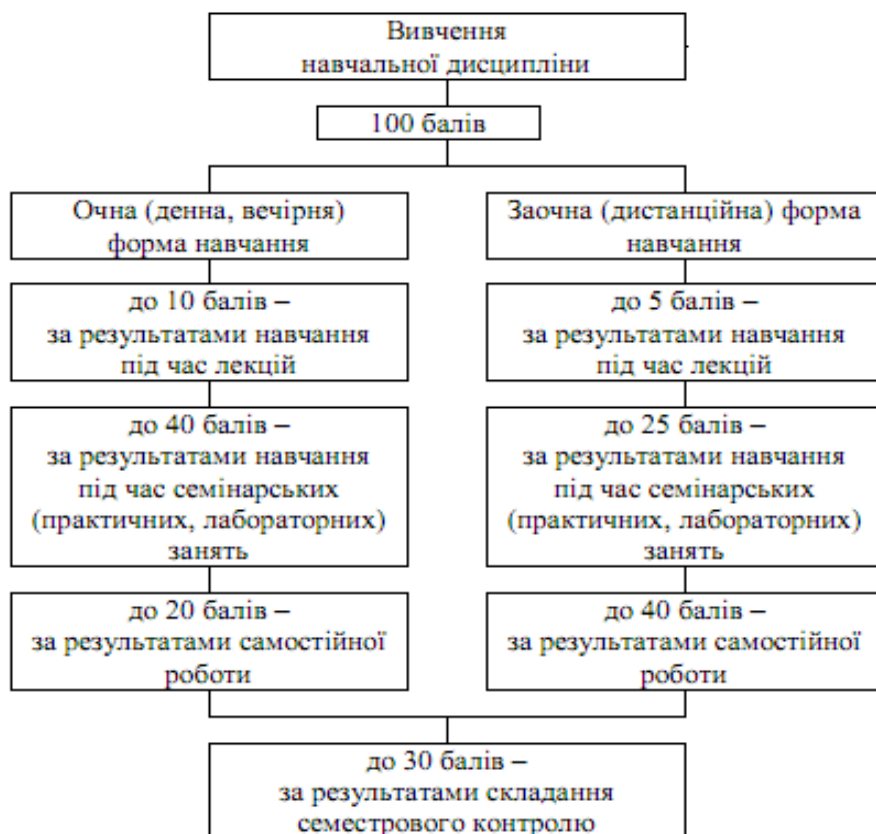 Вивчення
навчальної дисципліни
100 балів
Очна (денна, вечірня)
форма навчання
Заочна (дистанційна) форма
навчання
до 10 балів –
за результатами навчання
під час лекцій
до 5 балів –
за результатами навчання
під час лекцій
до 40 балів –
за результатами навчання
під час семінарських
(практичних, лабораторних)
занять
до 25 балів –
за результатами навчання
під час семінарських
(практичних, лабораторних)
занять
до 20 балів –
за результатами самостійної
роботи
до 40 балів –
за результатами самостійної
роботи
до 30 балів –
за результатами складання
семестрового контролю